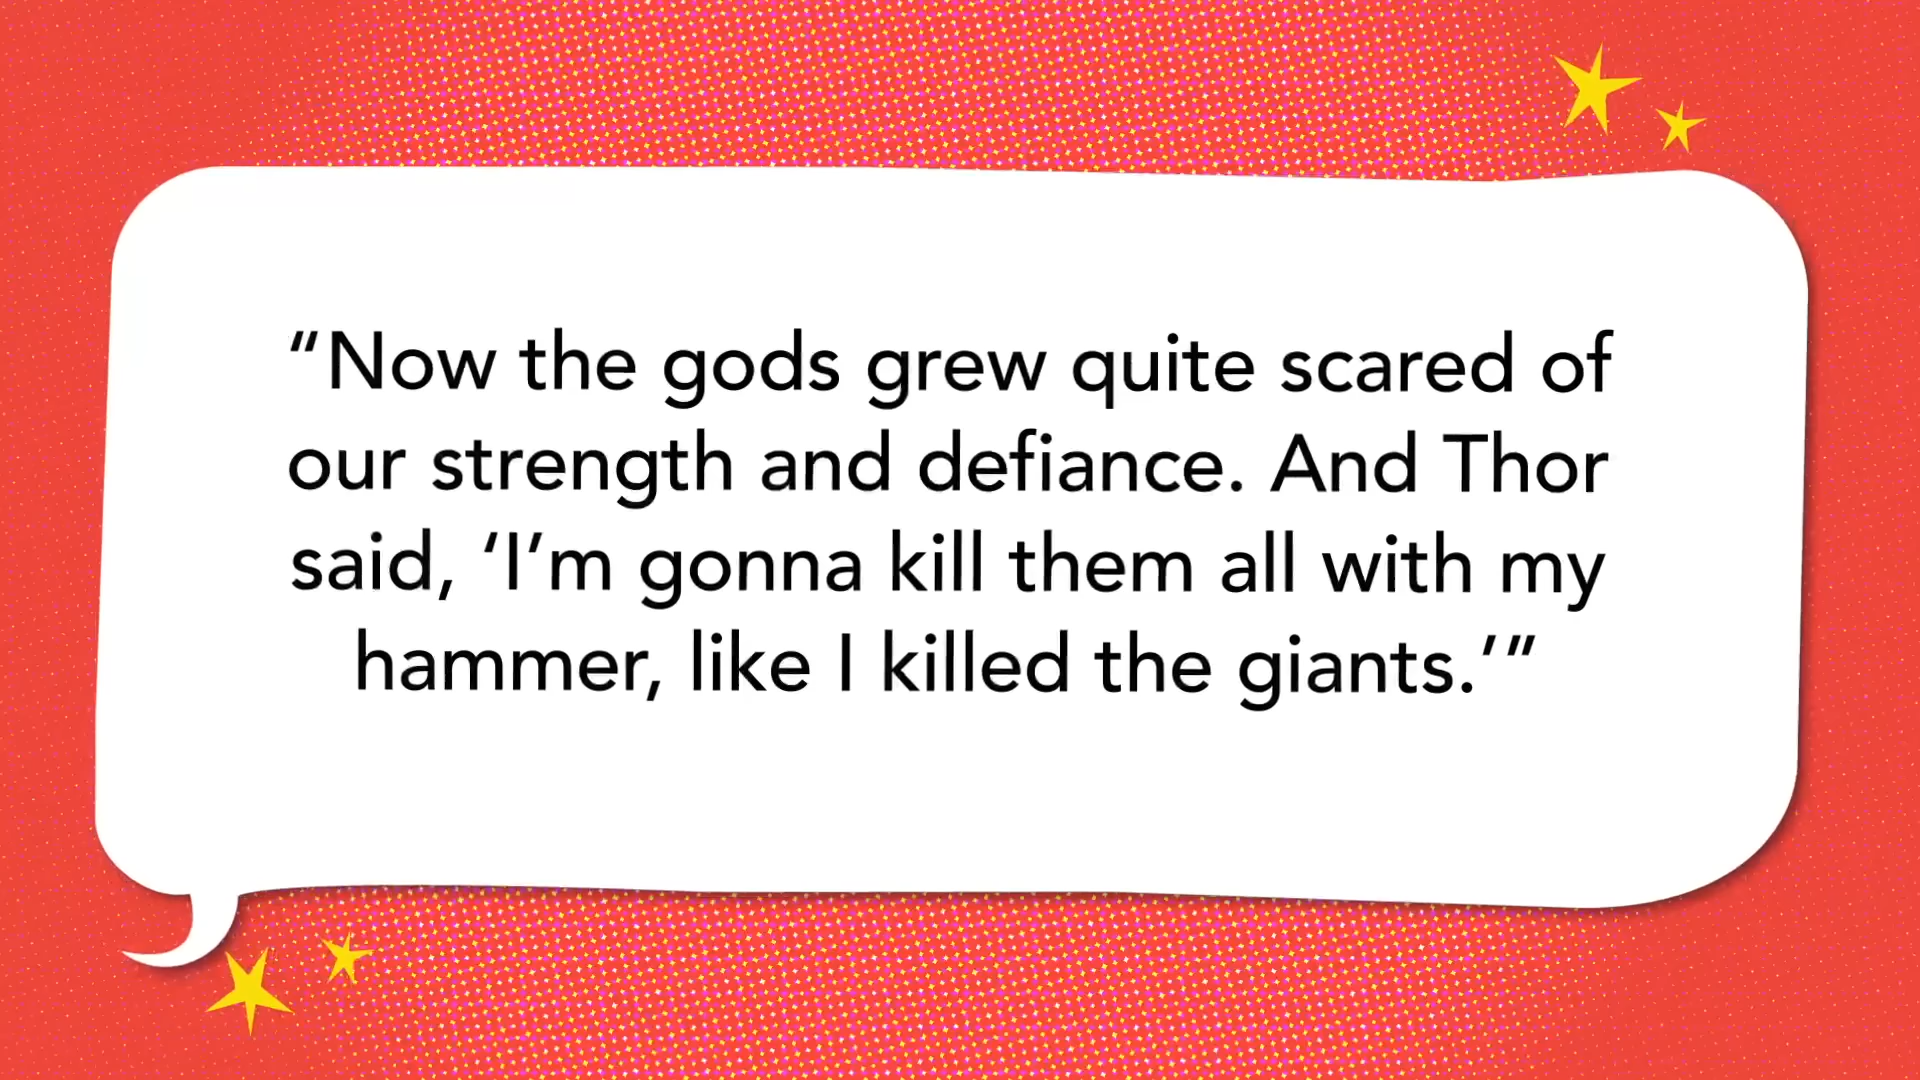 “Now the gods grew quite scared of
our strength and defiance. And Thor
said, ‘I’m gonna kill them all with my
hammer, like I killed the giants.’”